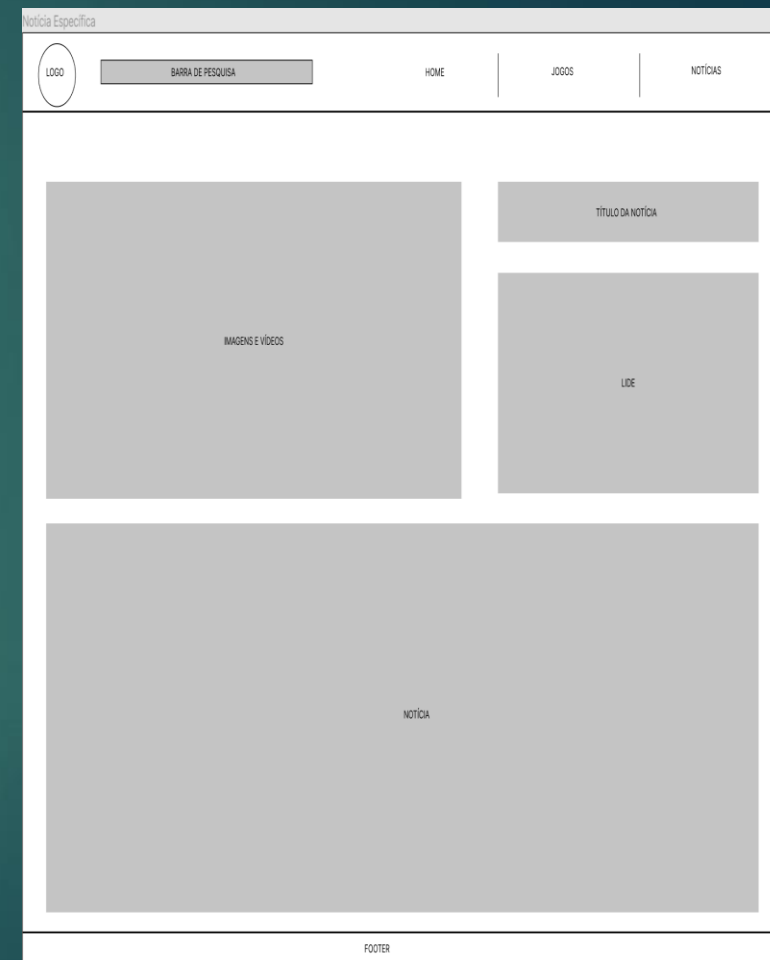 Notícia Específica
LOGO
BARRA DE PESQUISA
HOME
JOGOS
NOTÍCIAS
TÍTULO DA NOTÍCIA
IMAGENS E VÍDEOS
LIDE
NOTÍCIA
FOOTER